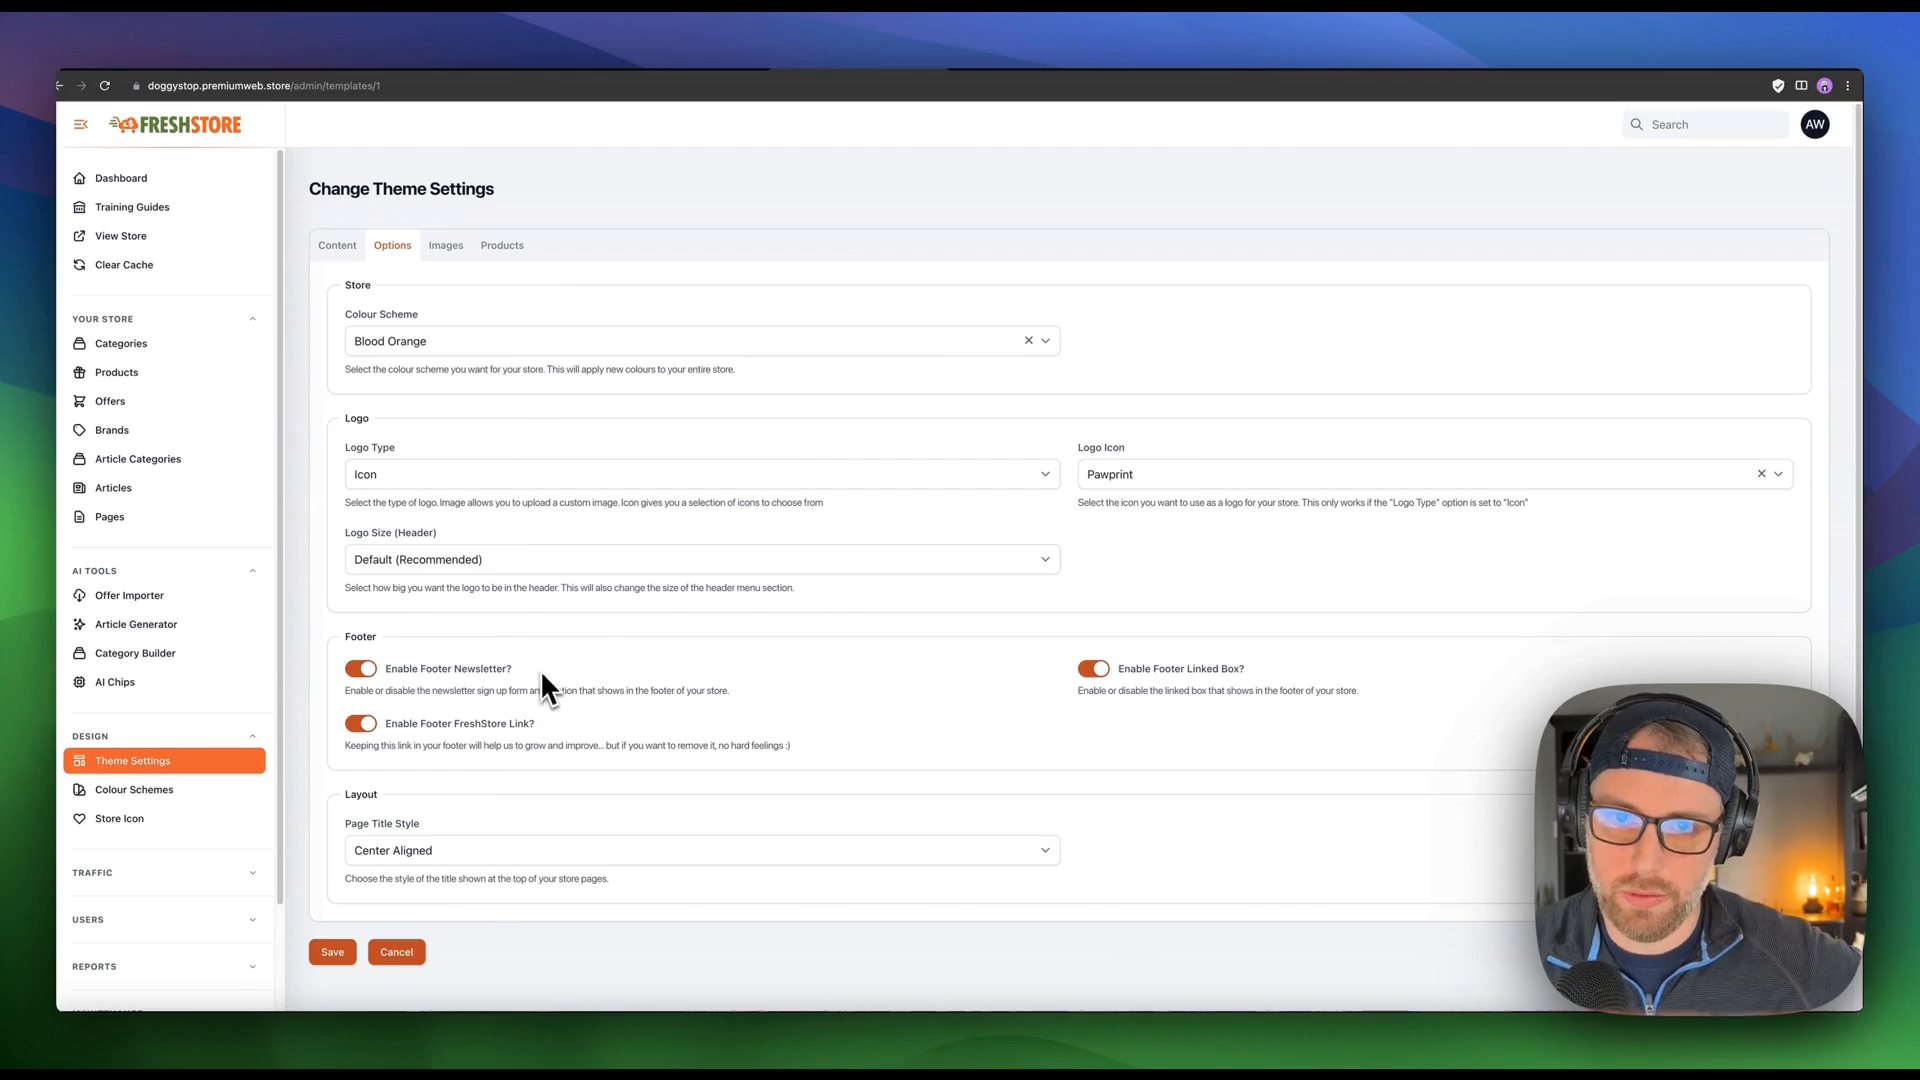 doggystop.premiumweb.store/admin/templates/1
FRESHSTORE
Search
AW
Dashboard
Training Guides
View Store
Clear Cache
YOUR STORE
Categories
Products
Offers
Brands
Article Categories
Articles
Pages
AI TOOLS
Offer Importer
Article Generator
Category Builder
AI Chips
DESIGN
Theme Settings
Colour Schemes
Store Icon
TRAFFIC
USERS
REPORTS
Change Theme Settings
Content Options Images Products
Store
Colour Scheme
Blood Orange
Select the colour scheme you want for your store. This will apply new colours to your entire store.
Logo
Logo Type
Icon
Select the type of logo. Image allows you to upload a custom image. Icon gives you a selection of icons to choose from
Logo Icon
Pawprint
Select the icon you want to use as a logo for your store. This only works if the "Logo Type" option is set to "Icon"
Logo Size (Header)
Default (Recommended)
Select how big you want the logo to be in the header. This will also change the size of the header menu section.
Footer
Enable Footer Newsletter?
Enable or disable the newsletter sign up form that shows in the footer of your store.
Enable Footer Linked Box?
Enable or disable the linked box that shows in the footer of your store.
Enable Footer FreshStore Link?
Keeping this link in your footer will help us to grow and improve... but if you want to remove it, no hard feelings :)
Layout
Page Title Style
Center Aligned
Choose the style of the title shown at the top of your store pages.
Save Cancel